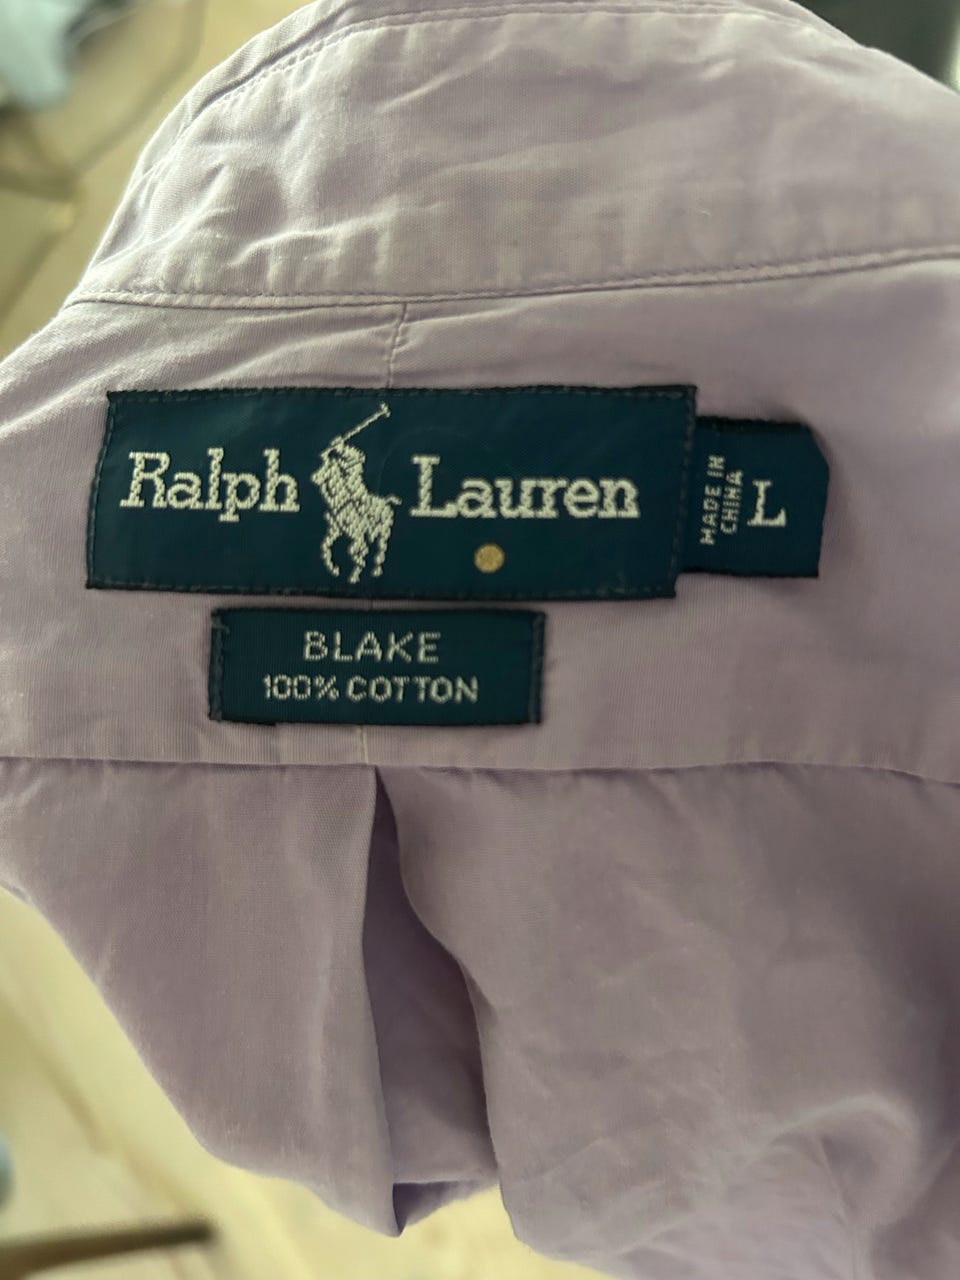 Ralph Lauren
MADE IN
CHINA
L
BLAKE
100% COTTON